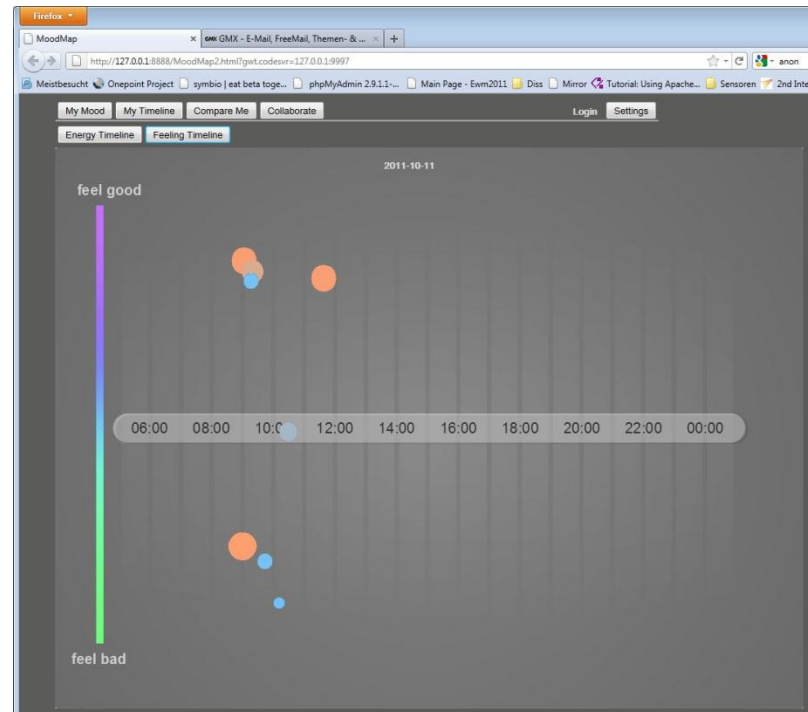 Firefox
MoodMap
GMX GMX - E-Mail, FreeMail, Themen- & ...
http://127.0.0.1:8888/MoodMap2.html?gwt.codesvr=127.0.0.1:9997
anon
Meistbesucht Onepoint Project symbio | eat beta toge... phpMyAdmin 2.9.1.1-... Main Page - Ewm2011 Diss Mirror Tutorial: Using Apache... Sensoren 2nd Inte
My Mood My Timeline Compare Me Collaborate Login Settings
Energy Timeline Feeling Timeline
2011-10-11
feel good
06:00 08:00 10:0 12:00 14:00 16:00 18:00 20:00 22:00 00:00
feel bad